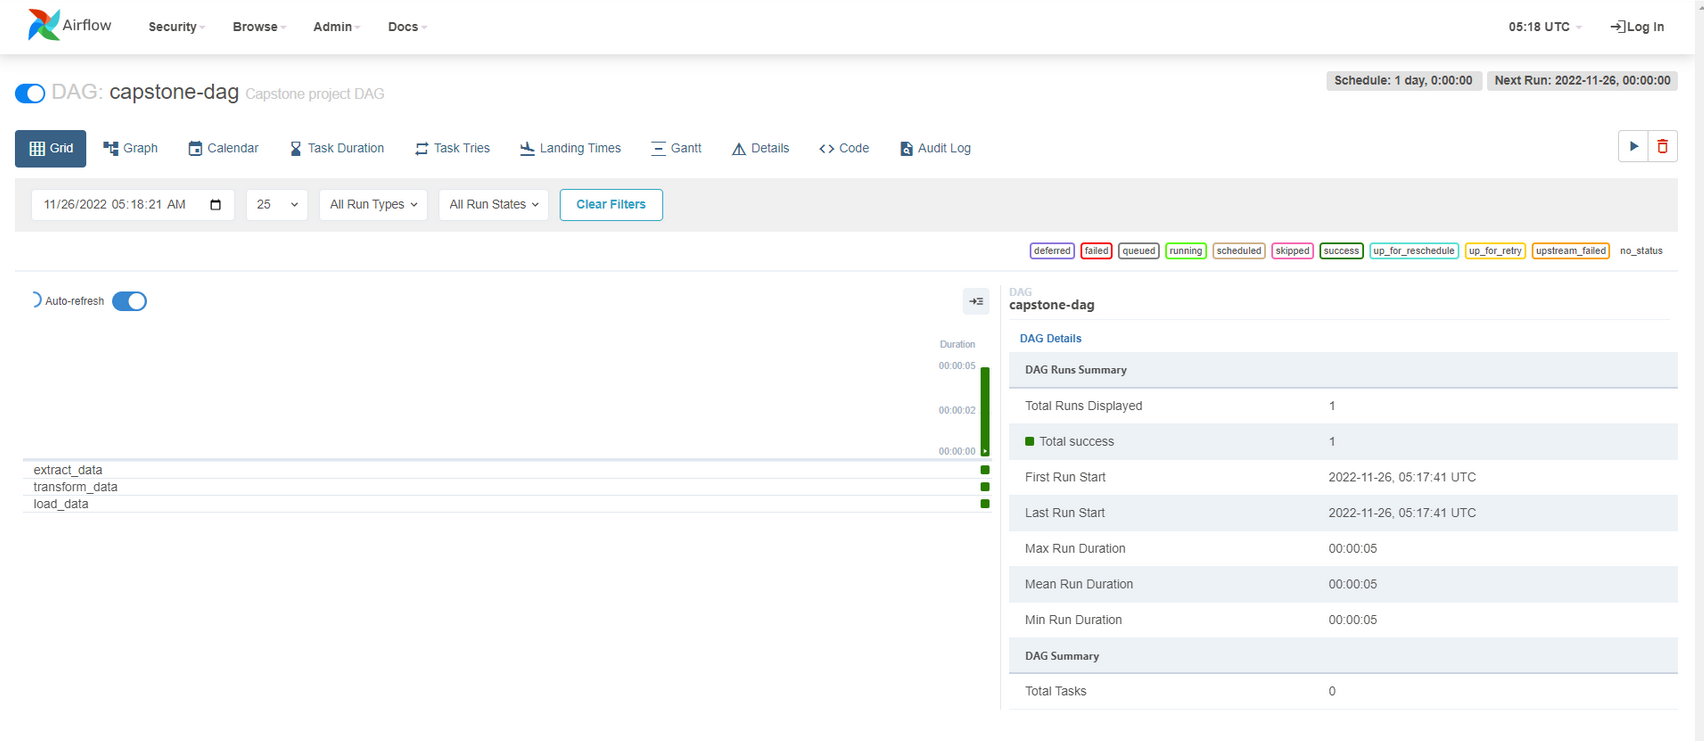 Airflow Security Browse Admin Docs 05:18 UTC Log In
DAG: capstone-dag Capstone project DAG
Schedule: 1 day, 0:00:00 Next Run: 2022-11-26, 00:00:00
Grid Graph Calendar Task Duration Task Tries Landing Times Gantt Details Code Audit Log
11/26/2022 05:18:21 AM 25 All Run Types All Run States Clear Filters
deferred failed queued running scheduled skipped success up_for_reschedule up_for_retry upstream_failed no_status
Auto-refresh
Duration
00:00:05
00:00:02
00:00:00
extract_data
transform_data
load_data
DAG
capstone-dag
DAG Details
DAG Runs Summary
Total Runs Displayed 1
Total success 1
First Run Start 2022-11-26, 05:17:41 UTC
Last Run Start 2022-11-26, 05:17:41 UTC
Max Run Duration 00:00:05
Mean Run Duration 00:00:05
Min Run Duration 00:00:05
DAG Summary
Total Tasks 0